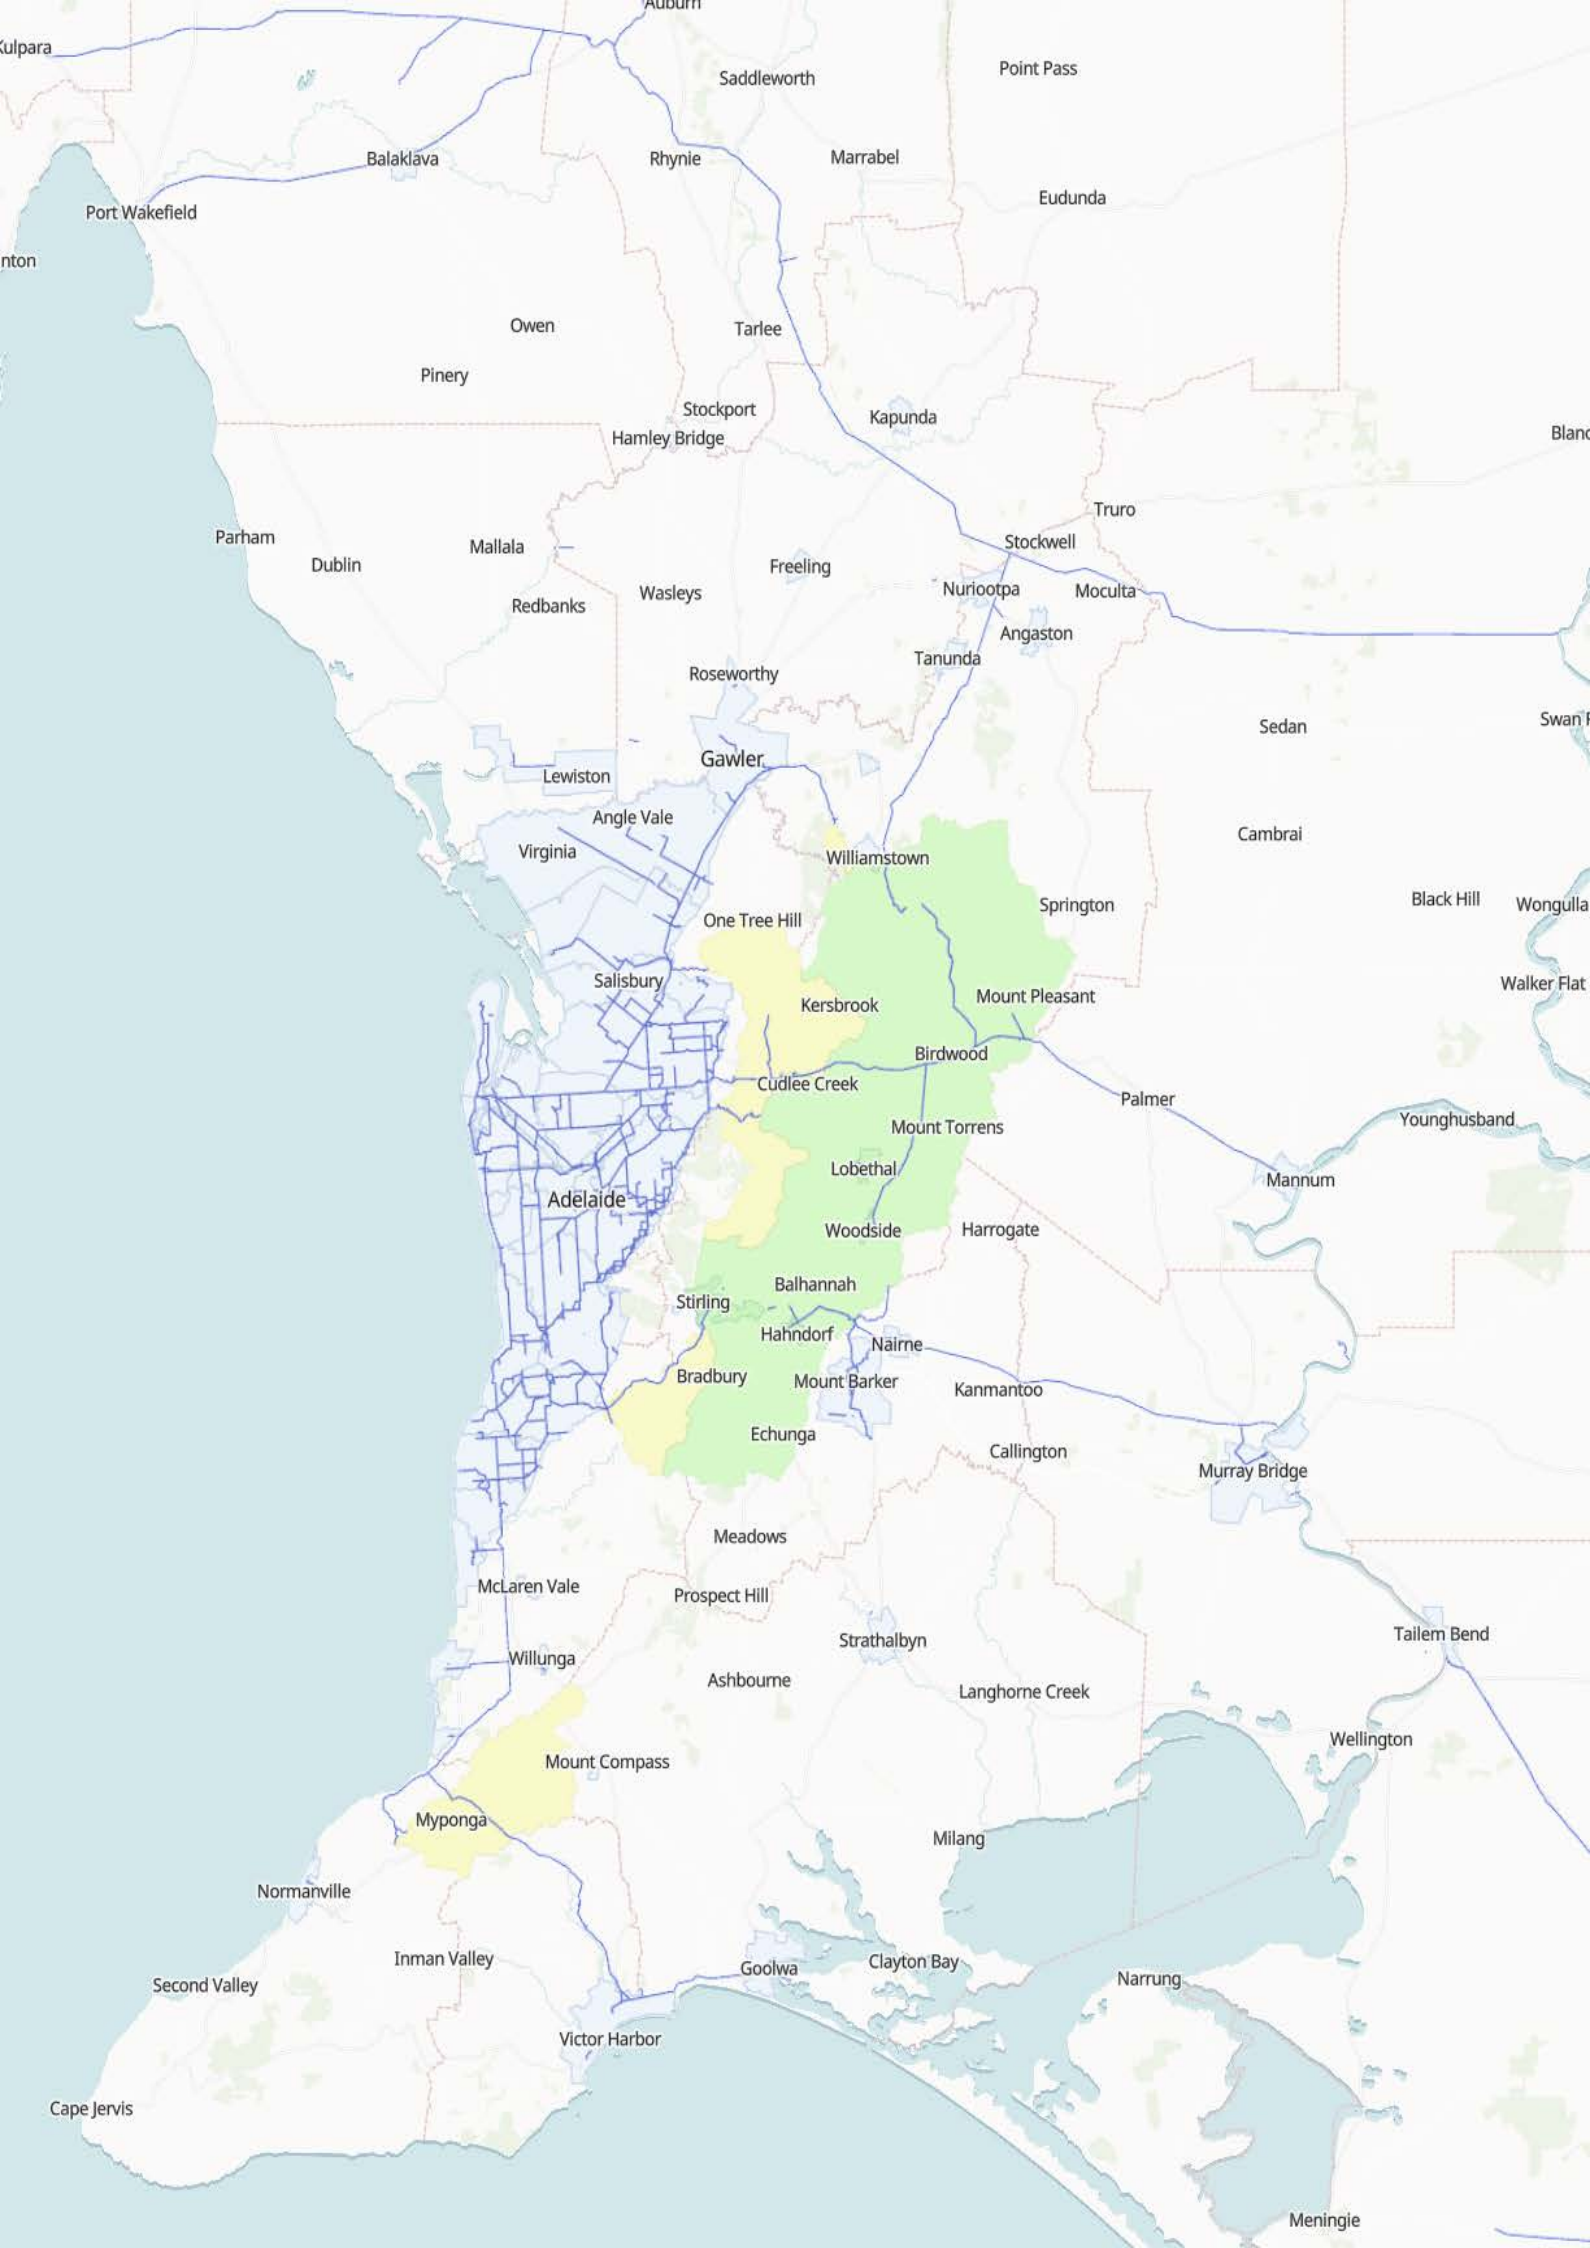 Auburn
Kulpara
Point Pass
Saddleworth
Balaklava
Rhynie
Marrabel
Eudunda
Port Wakefield
nton
Owen
Tarlee
Pinery
Stockport
Kapunda
Hamley Bridge
Blanc
Truro
Parham
Stockwell
Mallala
Dublin
Freeling
Nuriootpa
Moculta
Wasleys
Redbanks
Angaston
Tanunda
Roseworthy
Swan R
Sedan
Gawler
Lewiston
Angle Vale
Cambrai
Virginia
Williamstown
Black Hill
Springton
Wongulla
One Tree Hill
Salisbury
Walker Flat
Mount Pleasant
Kersbrook
Birdwood
Cudlee Creek
Palmer
Younghusband
Mount Torrens
Lobethal
Mannum
Adelaide
Woodside
Harrogate
Balhannah
Stirling
Hahndorf
Nairne
Bradbury
Mount Barker
Kanmantoo
Echunga
Callington
Murray Bridge
Meadows
McLaren Vale
Prospect Hill
Tailem Bend
Strathalbyn
Willunga
Ashbourne
Langhorne Creek
Wellington
Mount Compass
Myponga
Milang
Normanville
Inman Valley
Clayton Bay
Goolwa
Narrung
Second Valley
Victor Harbor
Cape Jervis
Meningie